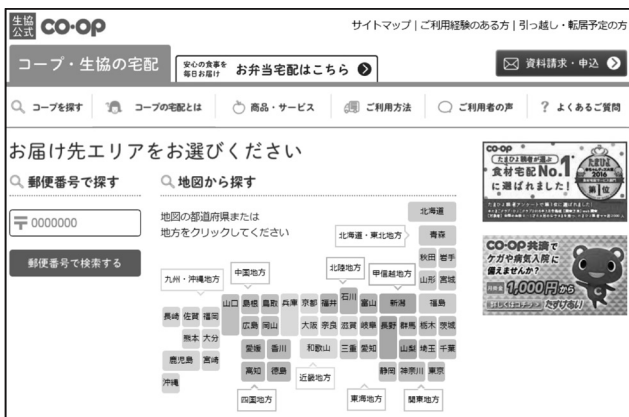 生協公式 CO·OP
サイトマップ | ご利用経験のある方 | 引っ越し・転居予定の方
コープ・生協の宅配
安心の食事を
毎日お届け
お弁当宅配はこちら
資料請求・申込
コープを探す
コープの宅配とは
商品・サービス
ご利用方法
ご利用者の声
? よくあるご質問
お届け先エリアをお選びください
郵便番号で探す
〒 0000000
郵便番号で検索する
地図から探す
地図の都道府県または
地方をクリックしてください
北海道
北海道・東北地方 青森
秋田 岩手
九州・沖縄地方 中国地方 北陸地方 甲信越地方 山形 宮城
山口 島根 鳥取 兵庫 京都 福井 石川 富山 新潟 福島
長崎 佐賀 福岡 広島 岡山 大阪 奈良 滋賀 岐阜 長野 群馬 栃木 茨城
熊本 大分 愛媛 香川 和歌山 三重 愛知 山梨 埼玉 千葉
鹿児島 宮崎 高知 徳島 近畿地方 静岡 神奈川 東京
沖縄 四国地方 東海地方 関東地方
CO·OP
たまひよ読者が選ぶ
食材宅配No.1
に選ばれました!
たまひよ
2016
第1位
CO·OP共済で
ケガや病気入院に
備えませんか?
月掛金 1,000円から